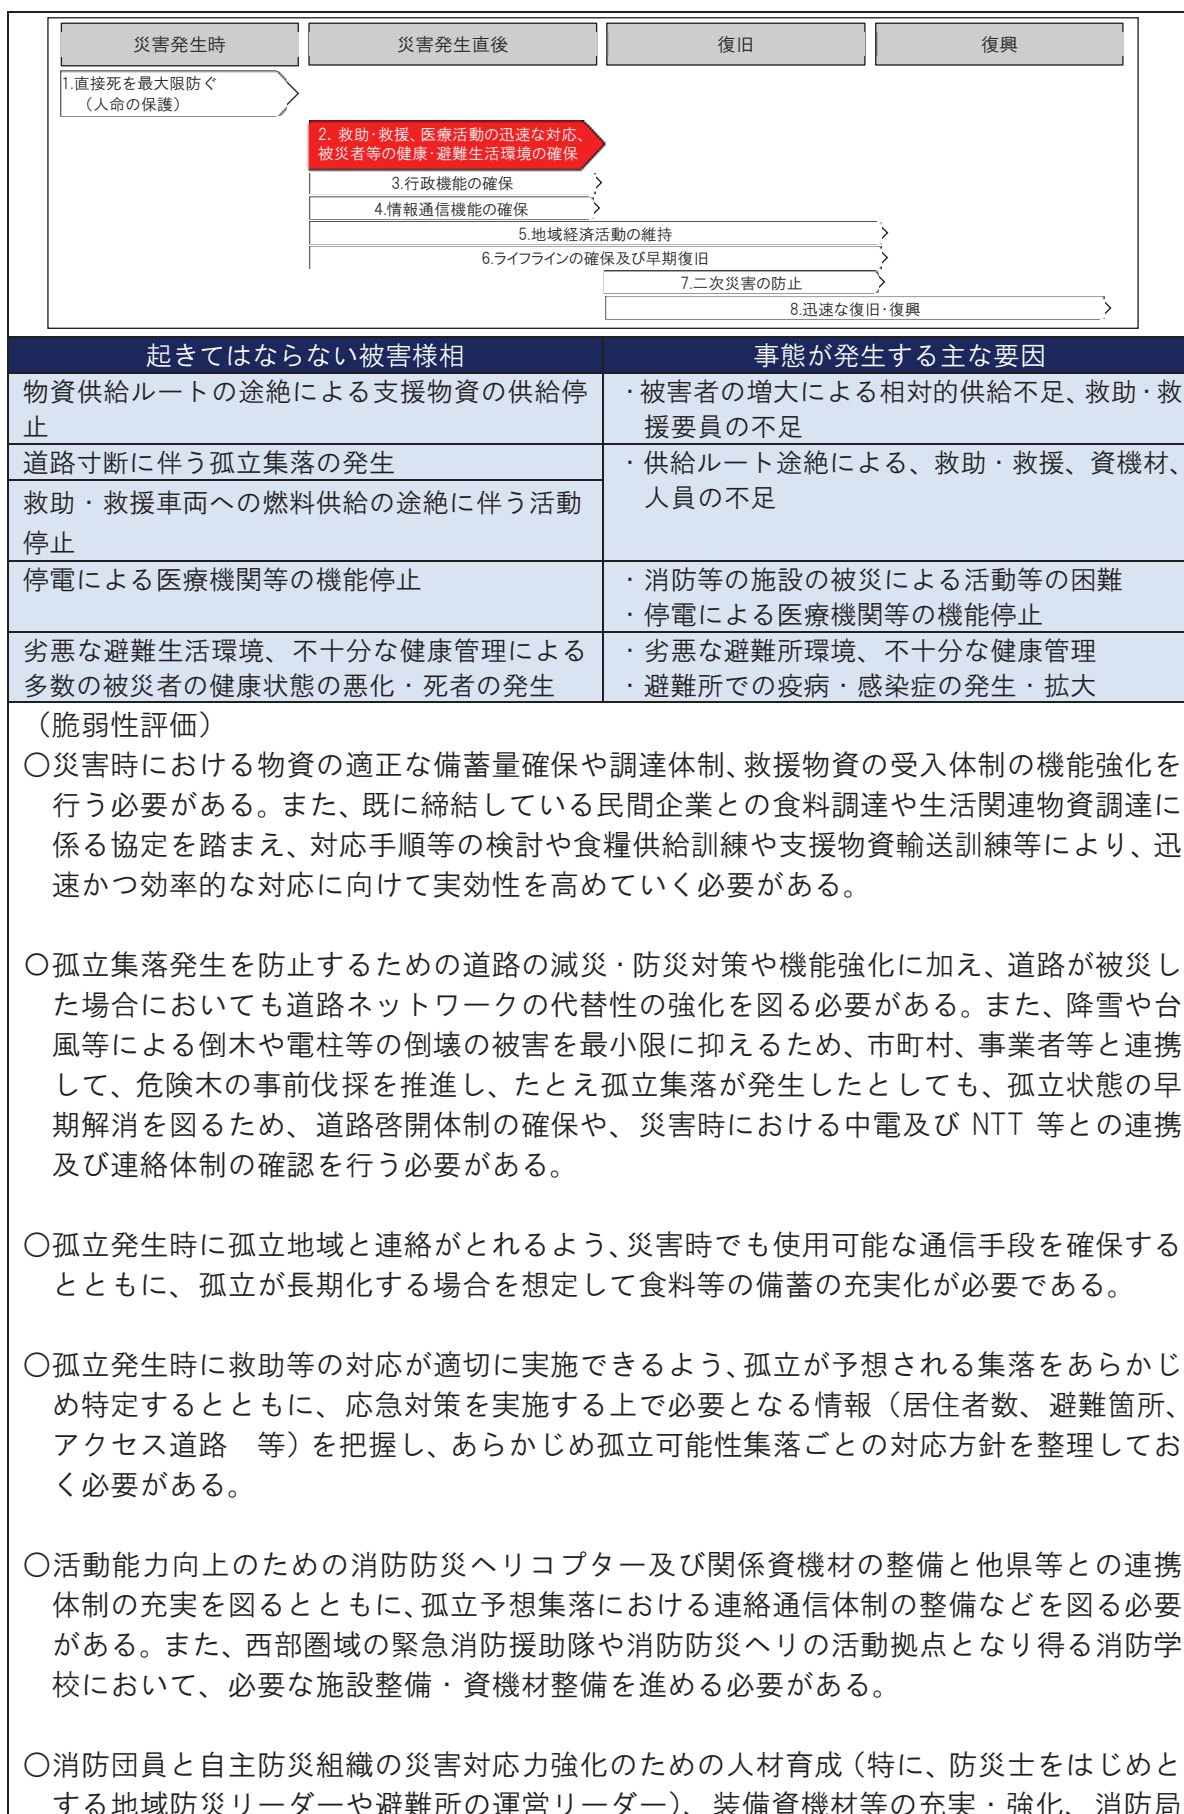 災害発生時
災害発生直後
復旧
復興
1.直接死を最大限防ぐ
(人命の保護)
2. 救助・救援、医療活動の迅速な対応、
被災者等の健康・避難生活環境の確保
3.行政機能の確保
4.情報通信機能の確保
5.地域経済活動の維持
6.ライフラインの確保及び早期復旧
7.二次災害の防止
8.迅速な復旧・復興
起きてはならない被害様相
事態が発生する主な要因
物資供給ルートの途絶による支援物資の供給停
止
・被害者の増大による相対的供給不足、救助・救
援要員の不足
道路寸断に伴う孤立集落の発生
・供給ルート途絶による、救助・救援、資機材、
人員の不足
救助・救援車両への燃料供給の途絶に伴う活動
停止
停電による医療機関等の機能停止
・消防等の施設の被災による活動等の困難
・停電による医療機関等の機能停止
劣悪な避難生活環境、不十分な健康管理による
多数の被災者の健康状態の悪化・死者の発生
・劣悪な避難所環境、不十分な健康管理
・避難所での疫病・感染症の発生・拡大
(脆弱性評価)
○災害時における物資の適正な備蓄量確保や調達体制、救援物資の受入体制の機能強化を
行う必要がある。また、既に締結している民間企業との食料調達や生活関連物資調達に
係る協定を踏まえ、対応手順等の検討や食糧供給訓練や支援物資輸送訓練等により、迅
速かつ効率的な対応に向けて実効性を高めていく必要がある。
○孤立集落発生を防止するための道路の減災・防災対策や機能強化に加え、道路が被災し
た場合においても道路ネットワークの代替性の強化を図る必要がある。また、降雪や台
風等による倒木や電柱等の倒壊の被害を最小限に抑えるため、市町村、事業者等と連携
して、危険木の事前伐採を推進し、たとえ孤立集落が発生したとしても、孤立状態の早
期解消を図るため、道路啓開体制の確保や、災害時における中電及び NTT 等との連携
及び連絡体制の確認を行う必要がある。
○孤立発生時に孤立地域と連絡がとれるよう、災害時でも使用可能な通信手段を確保する
とともに、孤立が長期化する場合を想定して食料等の備蓄の充実化が必要である。
○孤立発生時に救助等の対応が適切に実施できるよう、孤立が予想される集落をあらかじ
め特定するとともに、応急対策を実施する上で必要となる情報(居住者数、避難箇所、
アクセス道路　等)を把握し、あらかじめ孤立可能性集落ごとの対応方針を整理してお
く必要がある。
○活動能力向上のための消防防災ヘリコプター及び関係資機材の整備と他県等との連携
体制の充実を図るとともに、孤立予想集落における連絡通信体制の整備などを図る必要
がある。また、西部圏域の緊急消防援助隊や消防防災ヘリの活動拠点となり得る消防学
校において、必要な施設整備・資機材整備を進める必要がある。
○消防団員と自主防災組織の災害対応力強化のための人材育成(特に、防災士をはじめと
する地域防災リーダーや避難所の運営リーダー)、装備資機材等の充実・強化、消防局